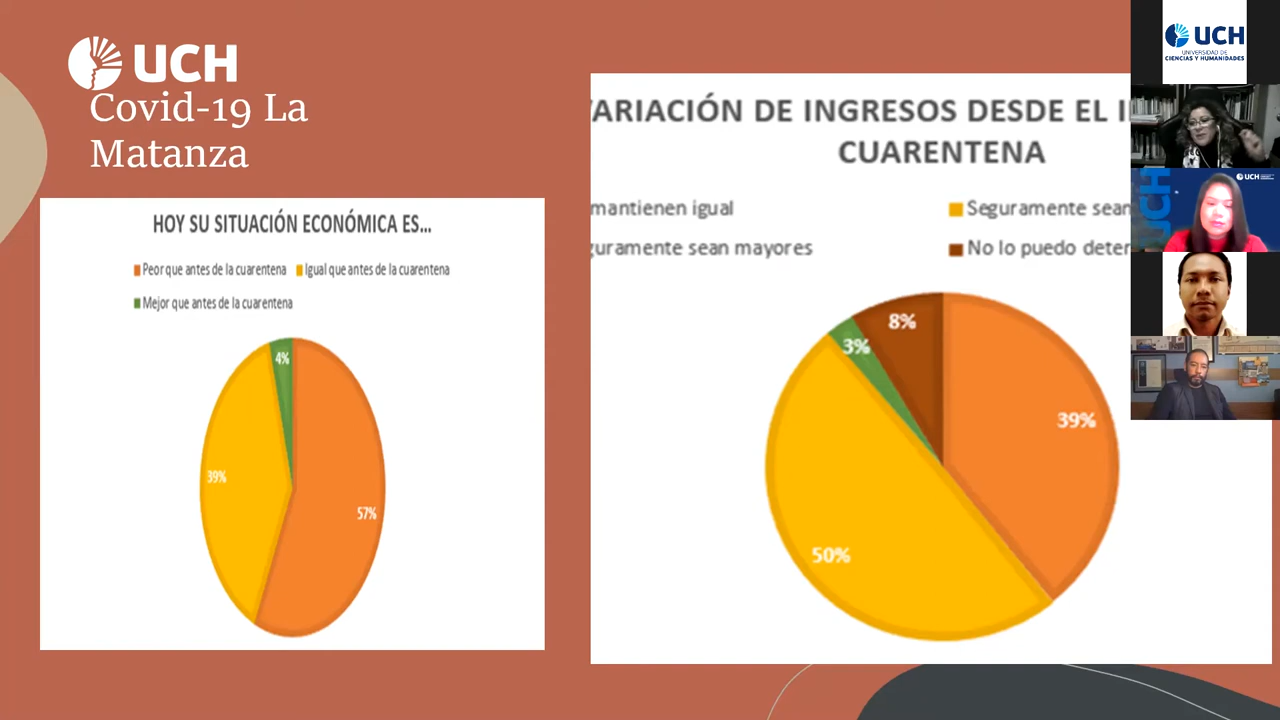 UCH
Covid-19 La
Matanza
HOY SU SITUACIÓN ECONÓMICA ES...
Peor que antes de la cuarentena Igual que antes de la cuarentena
Mejor que antes de la cuarentena
4%
39%
57%
VARIACIÓN DE INGRESOS DESDE EL
CUARENTENA
mantienen igual Seguramente sean
guramente sean mayores No lo puedo deter
8%
3%
39%
50%
UCH
UNIVERSIDAD DE
CIENCIAS Y HUMANIDADES
UCH
UCH